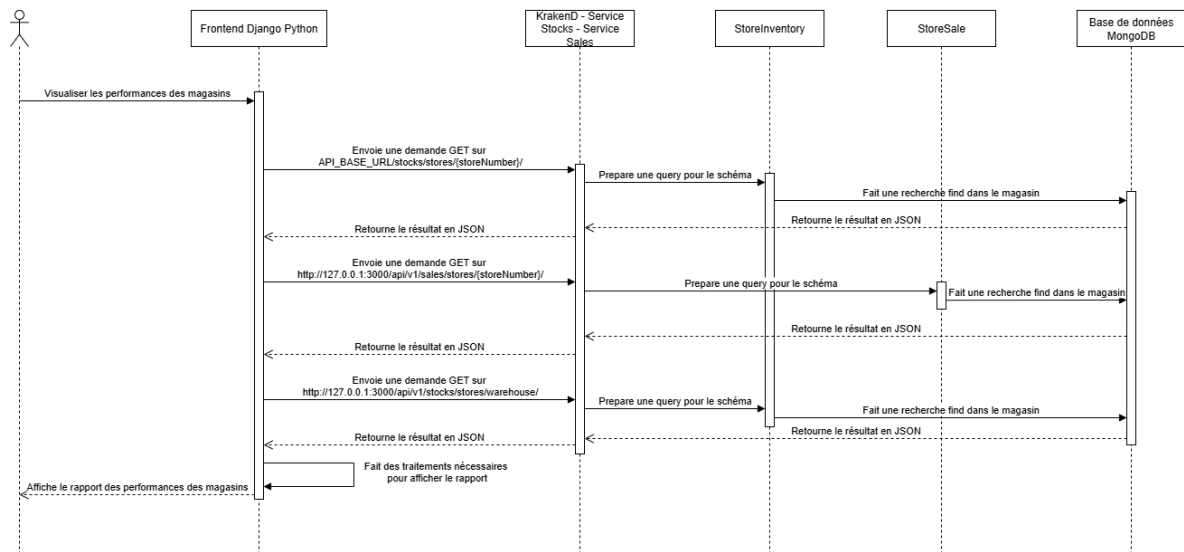 Frontend Django Python
KrakenD - Service
Stocks - Service
Sales
StoreInventory
StoreSale
Base de données
MongoDB
Visualiser les performances des magasins
Envoie une demande GET sur
API_BASE_URL/stocks/stores/{storeNumber}/
Prepare une query pour le schéma
Fait une recherche find dans le magasin
Retourne le résultat en JSON
Retourne le résultat en JSON
Envoie une demande GET sur
http://127.0.0.1:3000/api/v1/sales/stores/{storeNumber}/
Prepare une query pour le schéma
Fait une recherche find dans le magasin
Retourne le résultat en JSON
Retourne le résultat en JSON
Envoie une demande GET sur
http://127.0.0.1:3000/api/v1/stocks/stores/warehouse/
Prepare une query pour le schéma
Fait une recherche find dans le magasin
Retourne le résultat en JSON
Retourne le résultat en JSON
Fait des traitements nécessaires
pour afficher le rapport
Affiche le rapport des performances des magasins